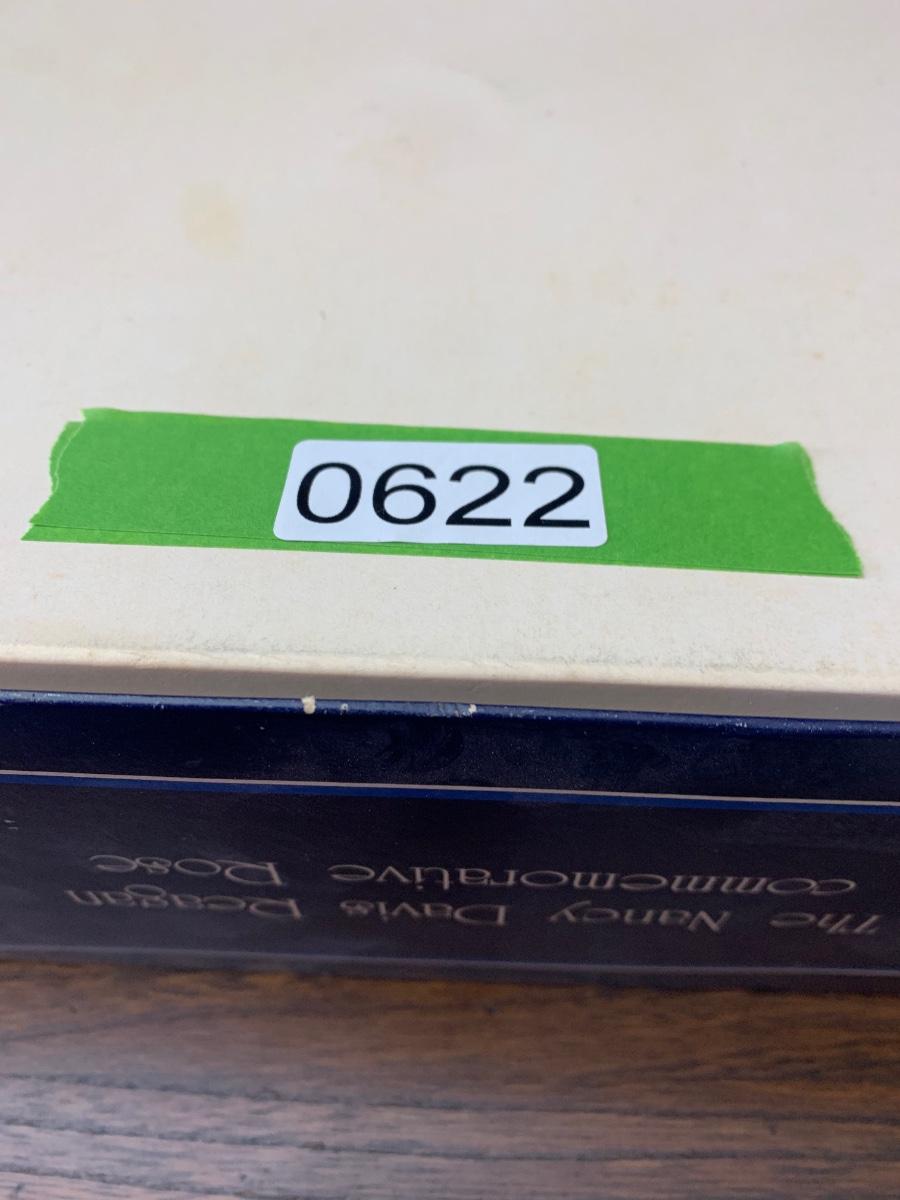 0622
The Nancy Davis Reagan
commemorative Rose